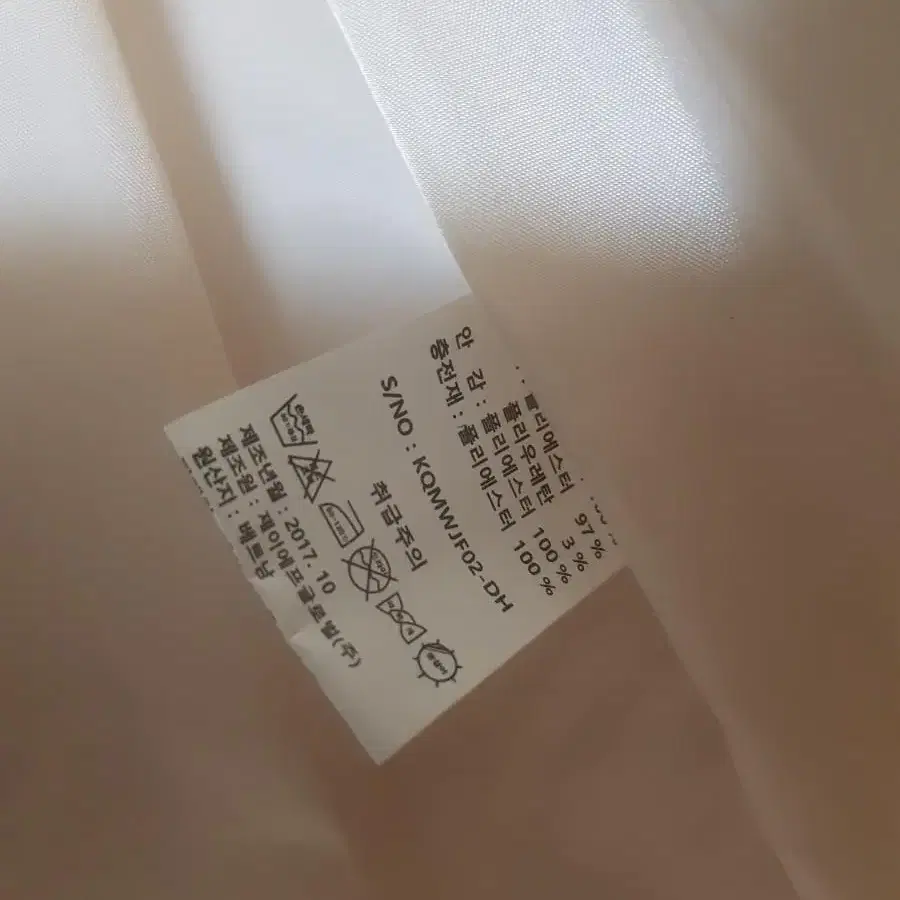 : 폴리에스터 97 %
폴리우레탄 3 %
안 감 : 폴리에스터 100 %
충전재 : 폴리에스터 100 %
S/NO : KQMWJF02-DH
취급주의
제조년월 : 2017. 10
제조원 : 제이에프글로벌(주)
원산지 : 베트남